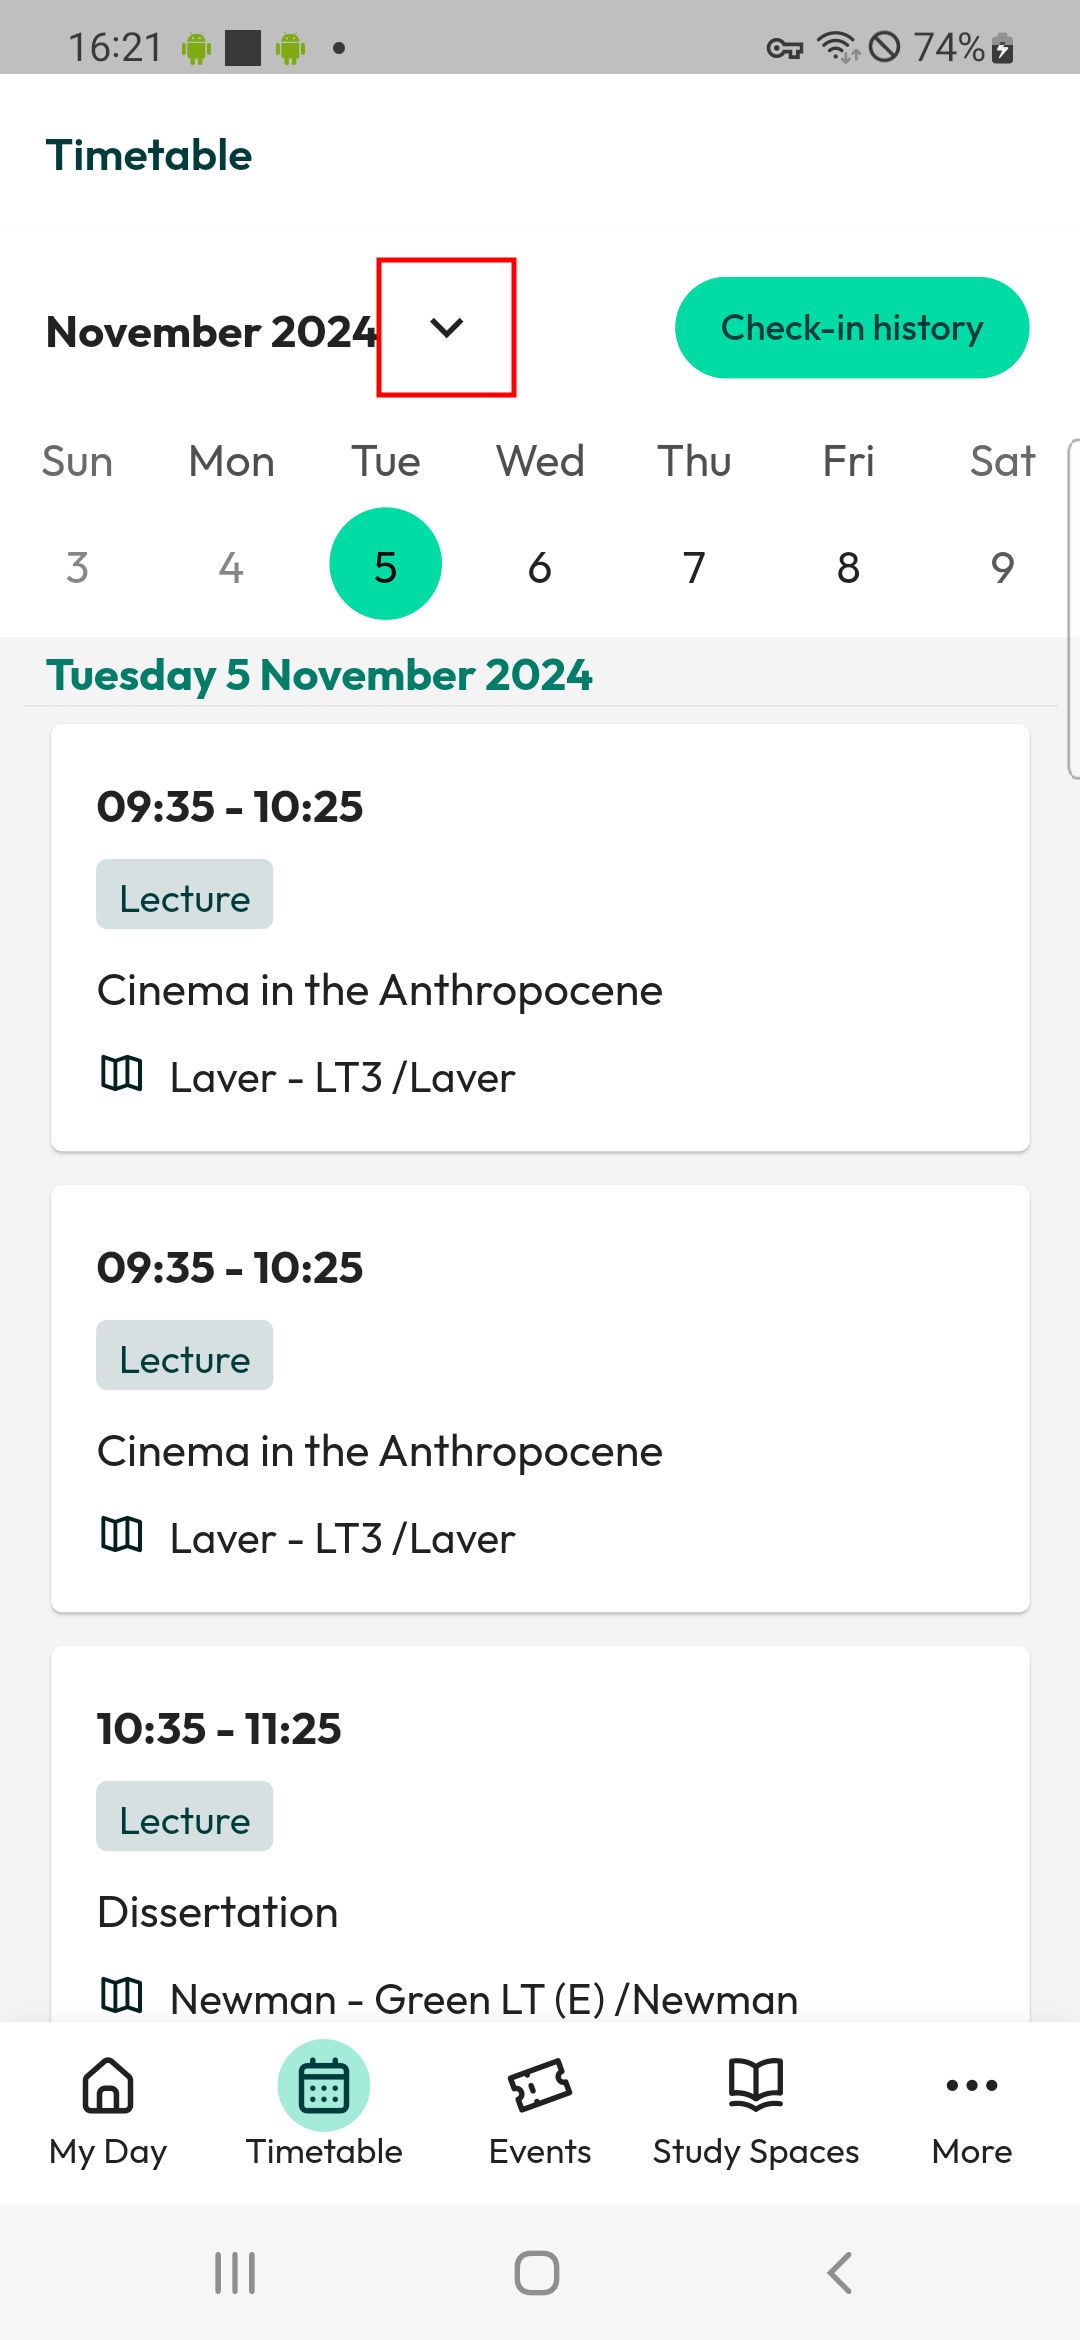 16:21 74%
Timetable
November 2024 Check-in history
Sun Mon Tue Wed Thu Fri Sat
3 4 5 6 7 8 9
Tuesday 5 November 2024
09:35 - 10:25
Lecture
Cinema in the Anthropocene
Laver - LT3 /Laver
09:35 - 10:25
Lecture
Cinema in the Anthropocene
Laver - LT3 /Laver
10:35 - 11:25
Lecture
Dissertation
Newman - Green LT (E) /Newman
My Day Timetable Events Study Spaces More